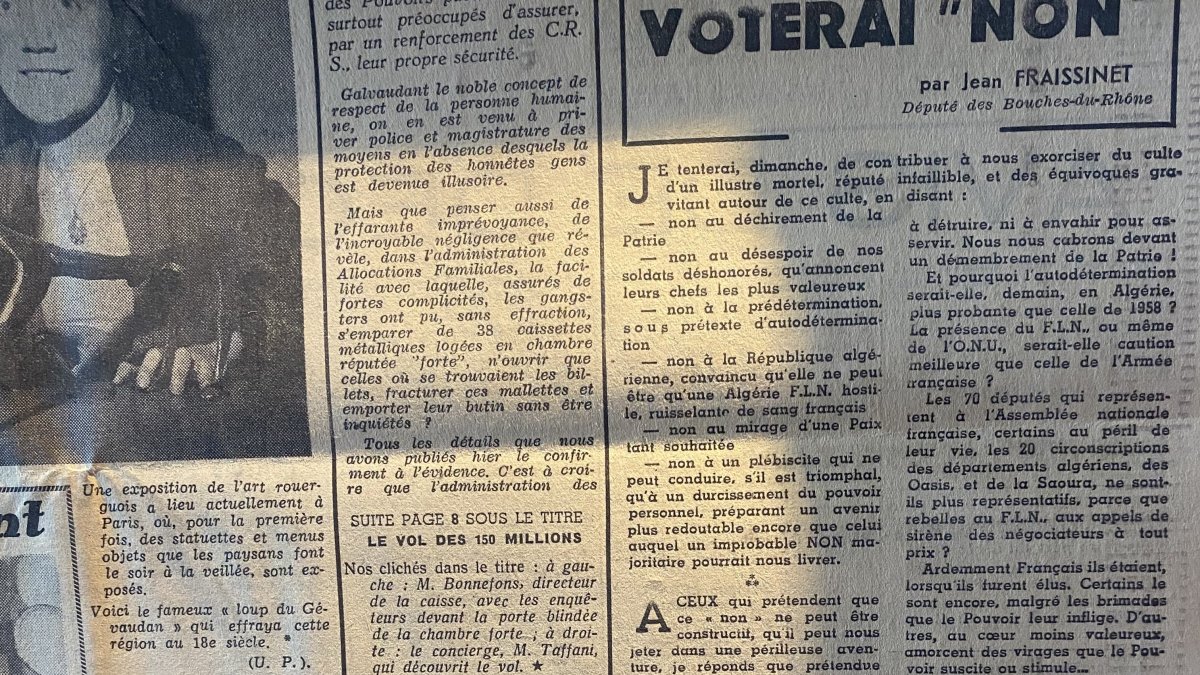 des Pouvoirs
surtout préoccupés d'assurer,
par un renforcement des C.R.
S., leur propre sécurité.
Galvaudant le noble concept de
respect de la personne humai-
ne, on en est venu à pri-
ver police et magistrature des
moyens en l'absence desquels la
protection des honnêtes gens
est devenue illusoire.
Mais que penser aussi de
l'effarante imprévoyance, de
l'incroyable négligence que ré-
vèle, dans l'administration des
Allocations Familiales, la faci-
lité avec laquelle, assurés de
fortes complicités, les gangs-
ters ont pu, sans effraction,
s'emparer de 38 caissettes
métalliques logées en chambre
réputée "forte", n'ouvrir que
celles où se trouvaient les bil-
lets, fracturer ces mallettes et
emporter leur butin sans être
inquiétés ?
Tous les détails que nous
avons publiés hier le confir-
ment à l'évidence. C'est à croi-
re que l'administration des
SUITE PAGE 8 SOUS LE TITRE
LE VOL DES 150 MILLIONS
Nos clichés dans le titre : à gau-
che : M. Bonnefons, directeur
de la caisse, avec les enquê-
teurs devant la porte blindée
de la chambre forte ; à droi-
te : le concierge, M. Taffani,
qui découvrit le vol. ★
nt
Une exposition de l'art rouer-
guois a lieu actuellement à
Paris, où, pour la première
fois, des statuettes et menus
objets que les paysans font
le soir à la veillée, sont ex-
posés.
Voici le fameux « loup du Gé-
vaudan » qui effraya cette
région au 18e siècle. *
(U. P.).
VOTERAI "NON"
par Jean FRAISSINET
Député des Bouches-du-Rhône
JE tenterai, dimanche, de contribuer à nous exorciser du culte
d'un illustre mortel, réputé infaillible, et des équivoques gra-
vitant autour de ce culte, en disant :
— non au déchirement de la
Patrie
— non au désespoir de nos
soldats déshonorés, qu'annoncent
leurs chefs les plus valeureux
— non à la prédétermination,
sous prétexte d'autodétermina-
tion
— non à la République algé-
rienne, convaincu qu'elle ne peut
être qu'une Algérie F.L.N. hosti-
le, ruisselante de sang français
— non au mirage d'une Paix
tant souhaitée
— non à un plébiscite qui ne
peut conduire, s'il est triomphal,
qu'à un durcissement du pouvoir
personnel, préparant un avenir
plus redoutable encore que celui
auquel un improbable NON ma-
joritaire pourrait nous livrer.
***
A CEUX qui prétendent que
ce « non » ne peut être
constructif, qu'il peut nous
jeter dans une périlleuse aven-
ture, je réponds que prétendue
à détruire, ni à envahir pour as-
servir. Nous nous cabrons devant
un démembrement de la Patrie !
Et pourquoi l'autodétermination
serait-elle, demain, en Algérie,
plus probante que celle de 1958 ?
La présence du F.L.N., ou même
de l'O.N.U., serait-elle caution
meilleure que celle de l'Armée
française ?
Les 70 députés qui représen-
tent à l'Assemblée nationale
française, certains au péril de
leur vie, les 20 circonscriptions
des départements algériens, des
Oasis, et de la Saoura, ne sont-
ils plus représentatifs, parce que
rebelles au F.L.N., aux appels de
sirène des négociateurs à tout
prix ?
Ardemment Français ils étaient,
lorsqu'ils furent élus. Certains le
sont encore, malgré les brimades
que le Pouvoir leur inflige. D'au-
tres, au cœur moins valeureux,
amorcent des virages que le Pou-
voir suscite ou stimule...